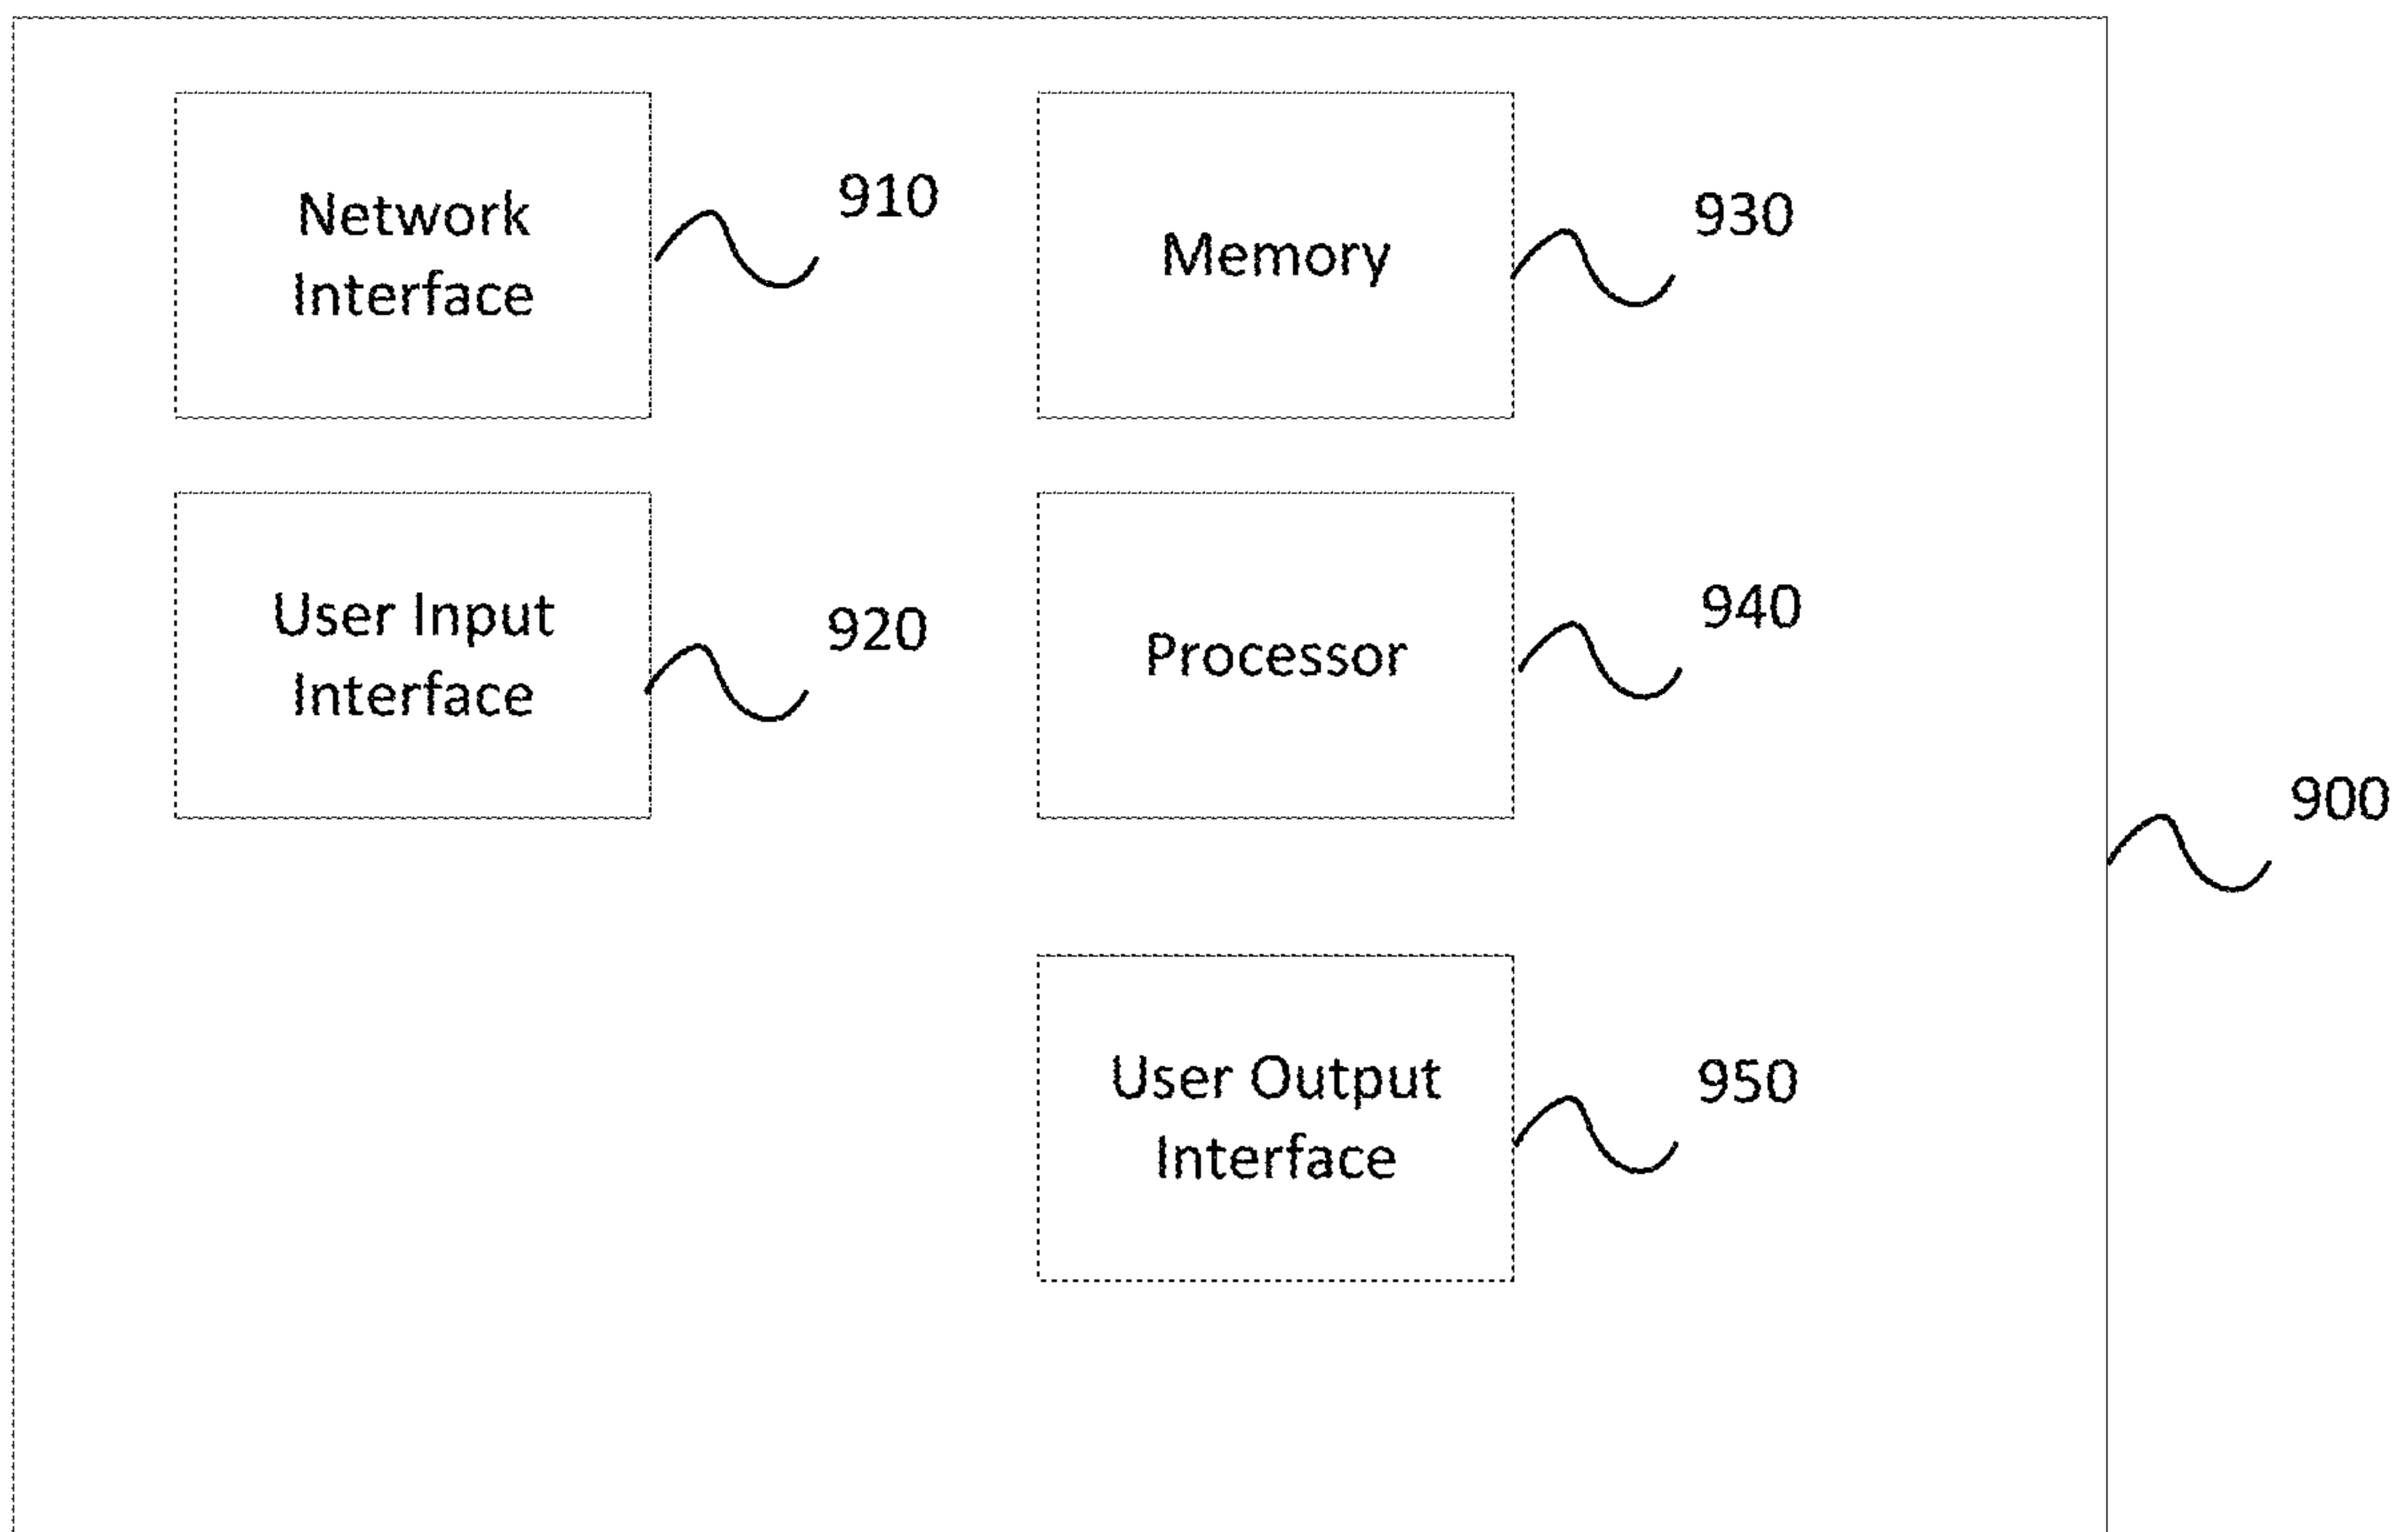 Network
Interface
910
Memory
930
User Input
Interface
920
Processor
940
900
User Output
Interface
950